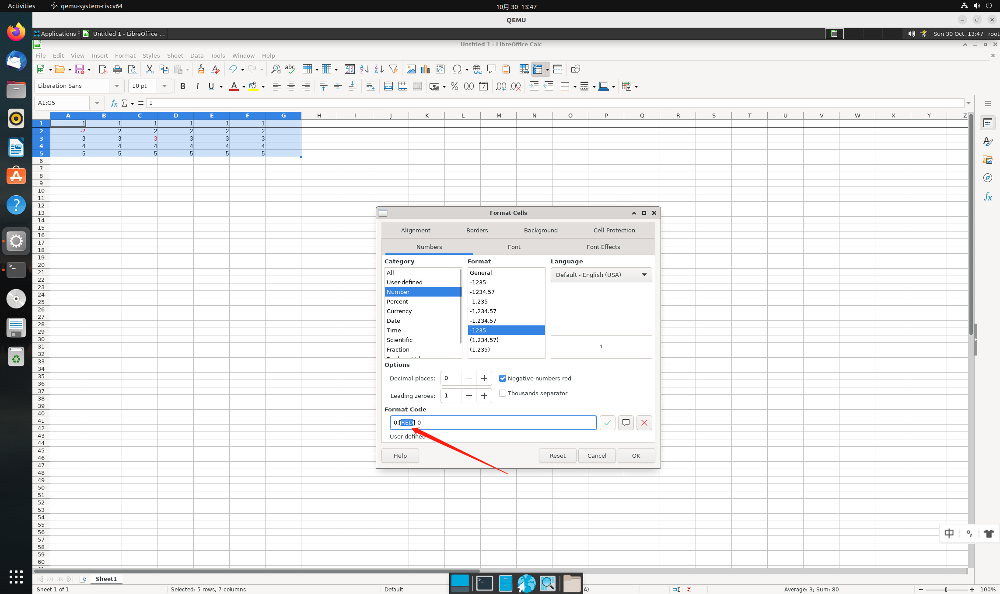 Activities qemu-system-riscv64 10月 30 13:47
QEMU
Applications Untitled 1 - LibreOffice ... Sun 30 Oct, 13:47 root
Untitled 1 - LibreOffice Calc
File Edit View Insert Format Styles Sheet Data Tools Window Help
Liberation Sans 10 pt B I U A % 0.0 7 .00 .00
A1:G5 fx Σ = 1
A B C D E F G H I J K L M N O P Q R S T U V W X Y Z
1 1 1 1 1 1 1
2 -2 2 2 2 2 2
3 3 3 -3 3 3 3
4 4 4 4 4 4 4
5 5 5 5 5 5 5
6
7
8
9
10
11
12
13
14
15
16
17
18
19
20
21
22
23
24
25
26
27
28
29
30
31
32
33
34
35
36
37
38
39
40
41
42
43
44
45
46
47
48
49
50
51
52
53
54
55
56
57
58
59
60
Format Cells
Alignment Borders Background Cell Protection
Numbers Font Font Effects
Category Format Language
All General Default - English (USA)
User-defined -1235
Number -1234.57
Percent -1,235
Currency -1,234.57
Date -1,234.57
Time -1235
Scientific (1,234.57)
Fraction (1,235)
1
Options
Decimal places: 0 Negative numbers red
Leading zeroes: 1 Thousands separator
Format Code
0;[RED]-0
User-defined
Help Reset Cancel OK
中
Sheet1
Sheet 1 of 1 Selected: 5 rows, 7 columns Default A) Average: 3; Sum: 80 100%